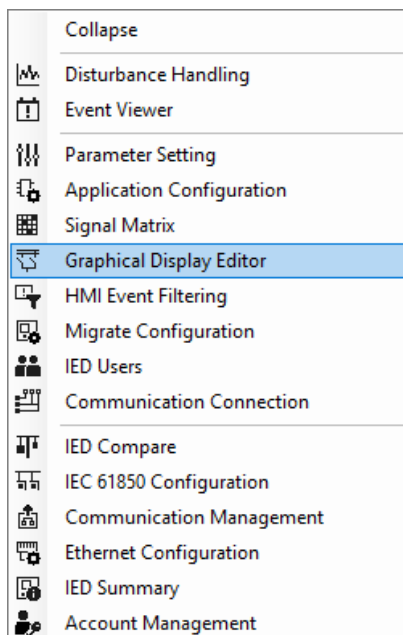 Collapse
Disturbance Handling
Event Viewer
Parameter Setting
Application Configuration
Signal Matrix
Graphical Display Editor
HMI Event Filtering
Migrate Configuration
IED Users
Communication Connection
IED Compare
IEC 61850 Configuration
Communication Management
Ethernet Configuration
IED Summary
Account Management